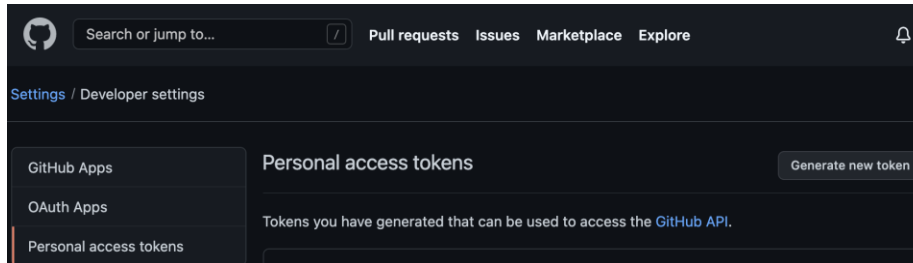 Search or jump to... / Pull requests Issues Marketplace Explore
Settings / Developer settings
GitHub Apps
OAuth Apps
Personal access tokens
Personal access tokens
Generate new token
Tokens you have generated that can be used to access the GitHub API.